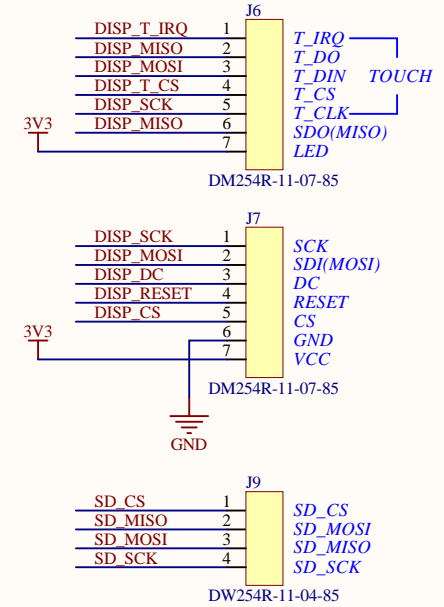 J6
DISP_T_IRQ 1 T_IRQ
DISP_MISO 2 T_DO
DISP_MOSI 3 T_DIN TOUCH
DISP_T_CS 4 T_CS
DISP_SCK 5 T_CLK
3V3 DISP_MISO 6 SDO(MISO)
7 LED
DM254R-11-07-85
J7
DISP_SCK 1 SCK
DISP_MOSI 2 SDI(MOSI)
DISP_DC 3 DC
DISP_RESET 4 RESET
DISP_CS 5 CS
3V3 6 GND
7 VCC
DM254R-11-07-85
GND
J9
SD_CS 1 SD_CS
SD_MISO 2 SD_MOSI
SD_MOSI 3 SD_MISO
SD_SCK 4 SD_SCK
DW254R-11-04-85